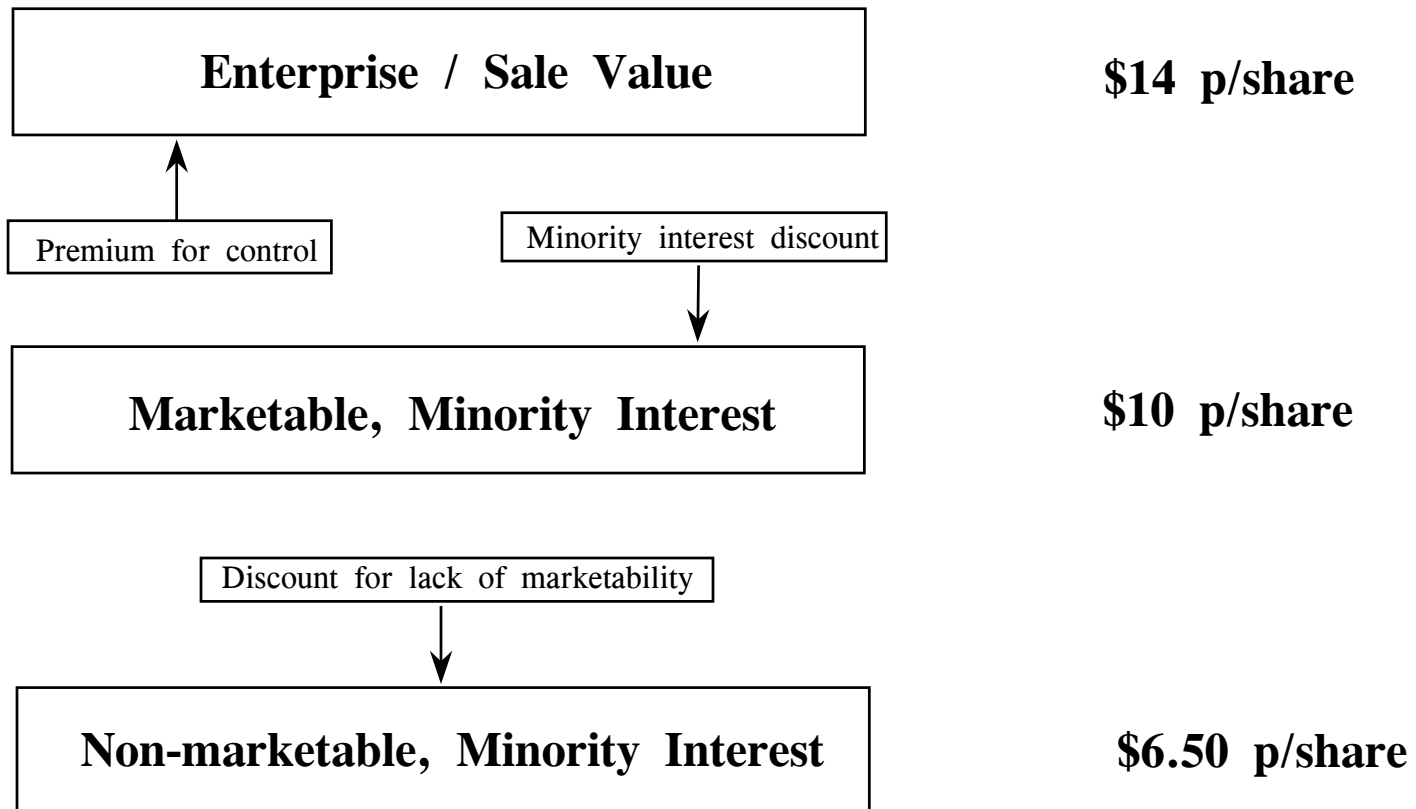 Enterprise / Sale Value
$14 p/share
Premium for control
Minority interest discount
Marketable, Minority Interest
$10 p/share
Discount for lack of marketability
Non-marketable, Minority Interest
$6.50 p/share